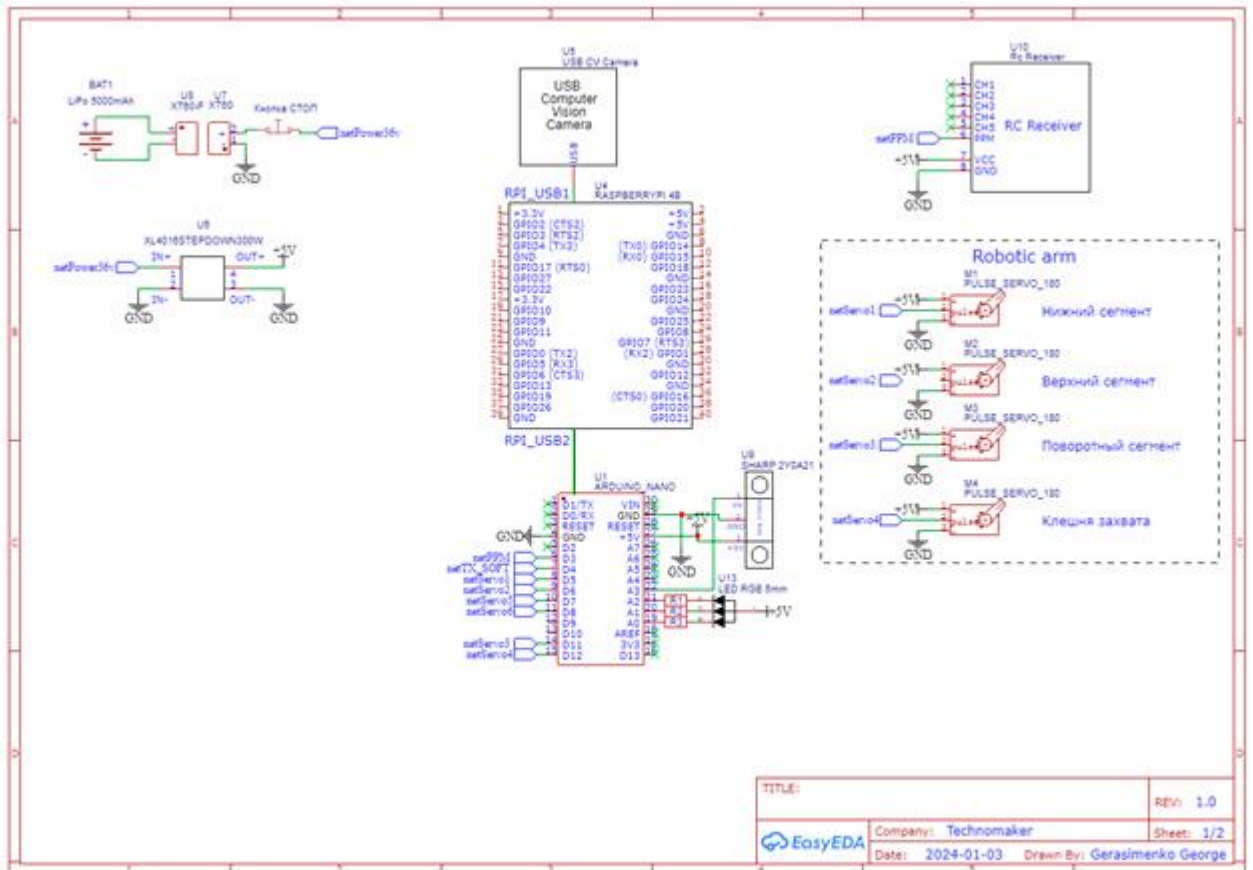 BAT1
LiPo 5000mAh
U7
XT60
Кнопка СТОП
netPower36v
GND
U5
USB CV Camera
USB
Computer
Vision
Camera
USB
U10
Rc Receiver
CH1
CH2
CH3
CH4
CH5
PPM
VCC
GND
RC Receiver
netPPM
+5V
GND
XL4016STEPDOWN300W
netPower36v
IN+
IN-
OUT+
OUT-
+5V
GND
GND
RPI_USB1
U4
RASPBERRYPI 4B
+3.3V
GPIO2 (CTS2)
GPIO3 (RTS2)
GPIO4 (TX3)
GND
GPIO17 (RTS0)
GPIO27
GPIO22
+3.3V
GPIO10
GPIO9
GPIO11
GND
GPIO0 (TX2)
GPIO5 (RX3)
GPIO6 (CTS3)
GPIO13
GPIO19
GPIO26
GND
+5V
+5V
GND
(TX0) GPIO14
(RX0) GPIO15
GPIO18
GND
GPIO23
GPIO24
GND
GPIO25
GPIO8
GPIO7 (RTS3)
(RX2) GPIO1
GND
GPIO12
GND
(CTS0) GPIO16
GPIO20
GPIO21
RPI_USB2
Robotic arm
M1
PULSE_SERVO_180
netServo1
+5V
GND
Нижний сегмент
M2
PULSE_SERVO_180
netServo2
+5V
GND
Верхний сегмент
M3
PULSE_SERVO_180
netServo3
+5V
GND
Поворотный сегмент
M4
PULSE_SERVO_180
netServo4
+5V
GND
Клешня захвата
U1
ARDUINO_NANO
D1/TX
D0/RX
RESET
GND
D2
D3
D4
D5
D6
D7
D8
D9
D10
D11
D12
VIN
GND
RESET
+5V
A7
A6
A5
A4
A3
A2
A1
A0
AREF
3V3
D13
GND
netPPM
netTX_SOFT
netServo1
netServo2
netServo5
netServo6
netServo3
netServo4
SHARP 2Y0A21
+5V
GND
U13
LED RGB 5mm
R1
R2
R3
+5V
TITLE:
REV: 1.0
EasyEDA
Company: Technomaker
Sheet: 1/2
Date: 2024-01-03
Drawn By: Gerasimenko George